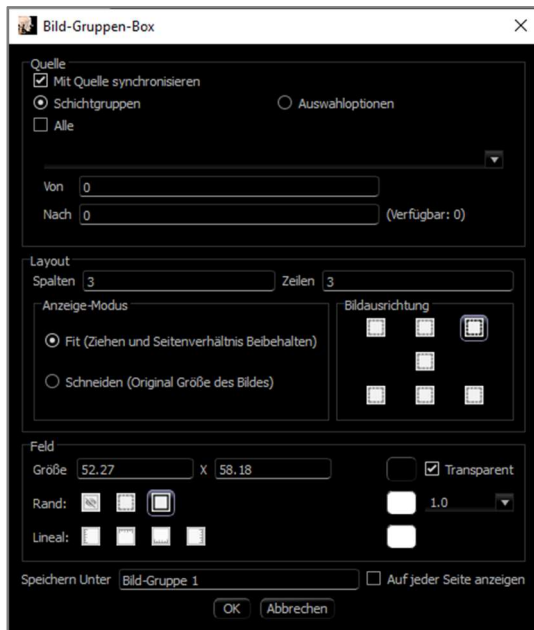 Bild-Gruppen-Box
Quelle
Mit Quelle synchronisieren
Schichtgruppen Auswahloptionen
Alle
Von 0
Nach 0 (Verfügbar: 0)
Layout
Spalten 3 Zeilen 3
Anzeige-Modus Bildausrichtung
Fit (Ziehen und Seitenverhältnis Beibehalten)
Schneiden (Original Größe des Bildes)
Feld
Größe 52.27 X 58.18 Transparent
Rand: 1.0
Lineal:
Speichern Unter Bild-Gruppe 1 Auf jeder Seite anzeigen
OK Abbrechen